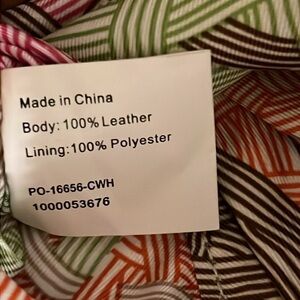 Made in China
Body: 100% Leather
Lining:100% Polyester
PO-16656-CWH
1000053676